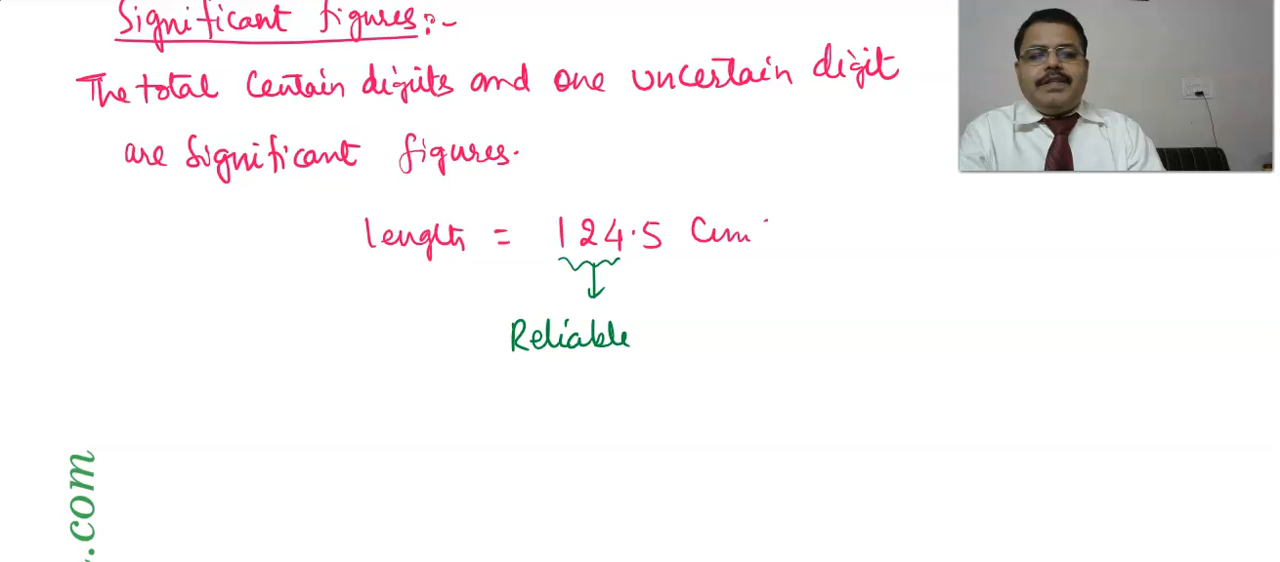 Significant figures:-
The total Certain digits and one uncertain digit
are Significant figures.
length = 124.5 Cm
Reliable
.com